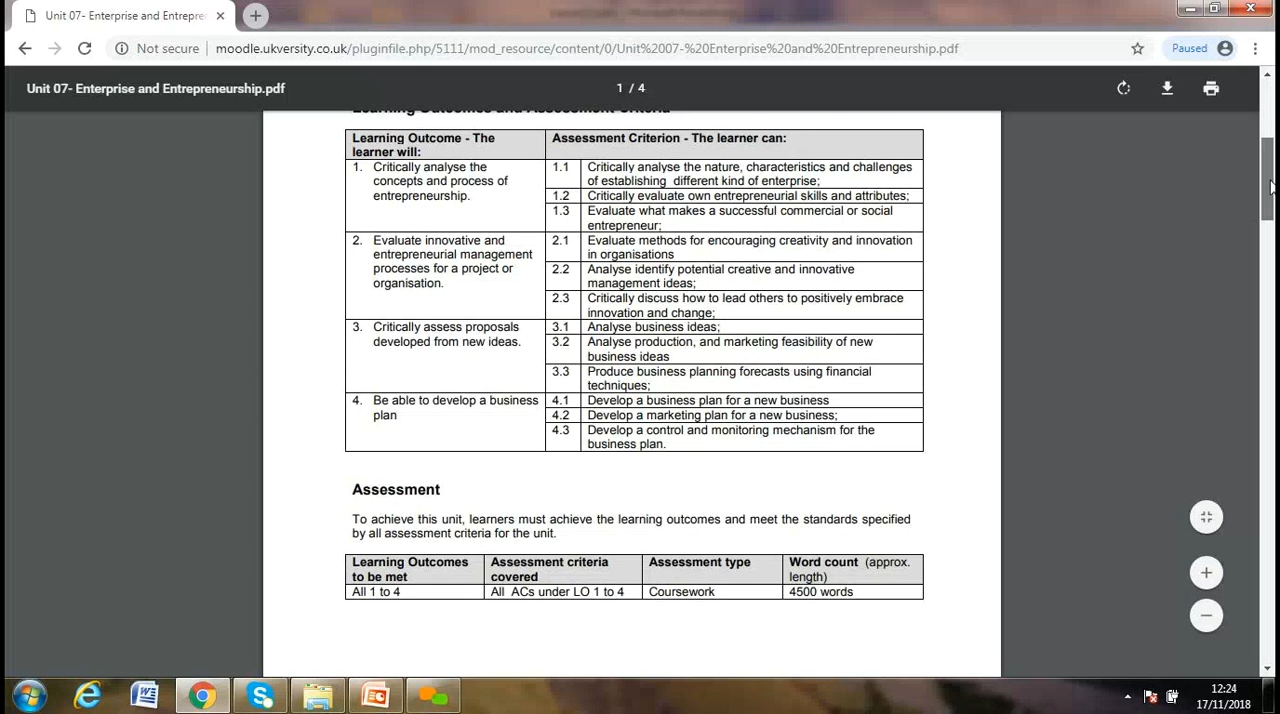 Unit 07- Enterprise and Entrepre
Not secure | moodle.ukversity.co.uk/pluginfile.php/5111/mod_resource/content/0/Unit%2007-%20Enterprise%20and%20Entrepreneurship.pdf
Paused
Unit 07- Enterprise and Entrepreneurship.pdf
1 / 4
Learning Outcomes and Assessment Criteria
Learning Outcome - The
learner will:
Assessment Criterion - The learner can:
1. Critically analyse the
concepts and process of
entrepreneurship.
1.1 Critically analyse the nature, characteristics and challenges
of establishing different kind of enterprise;
1.2 Critically evaluate own entrepreneurial skills and attributes;
1.3 Evaluate what makes a successful commercial or social
entrepreneur;
2. Evaluate innovative and
entrepreneurial management
processes for a project or
organisation.
2.1 Evaluate methods for encouraging creativity and innovation
in organisations
2.2 Analyse identify potential creative and innovative
management ideas;
2.3 Critically discuss how to lead others to positively embrace
innovation and change;
3. Critically assess proposals
developed from new ideas.
3.1 Analyse business ideas;
3.2 Analyse production, and marketing feasibility of new
business ideas
3.3 Produce business planning forecasts using financial
techniques;
4. Be able to develop a business
plan
4.1 Develop a business plan for a new business
4.2 Develop a marketing plan for a new business;
4.3 Develop a control and monitoring mechanism for the
business plan.
Assessment
To achieve this unit, learners must achieve the learning outcomes and meet the standards specified
by all assessment criteria for the unit.
Learning Outcomes
to be met
Assessment criteria
covered
Assessment type
Word count (approx.
length)
All 1 to 4
All ACs under LO 1 to 4
Coursework
4500 words
12:24
17/11/2018